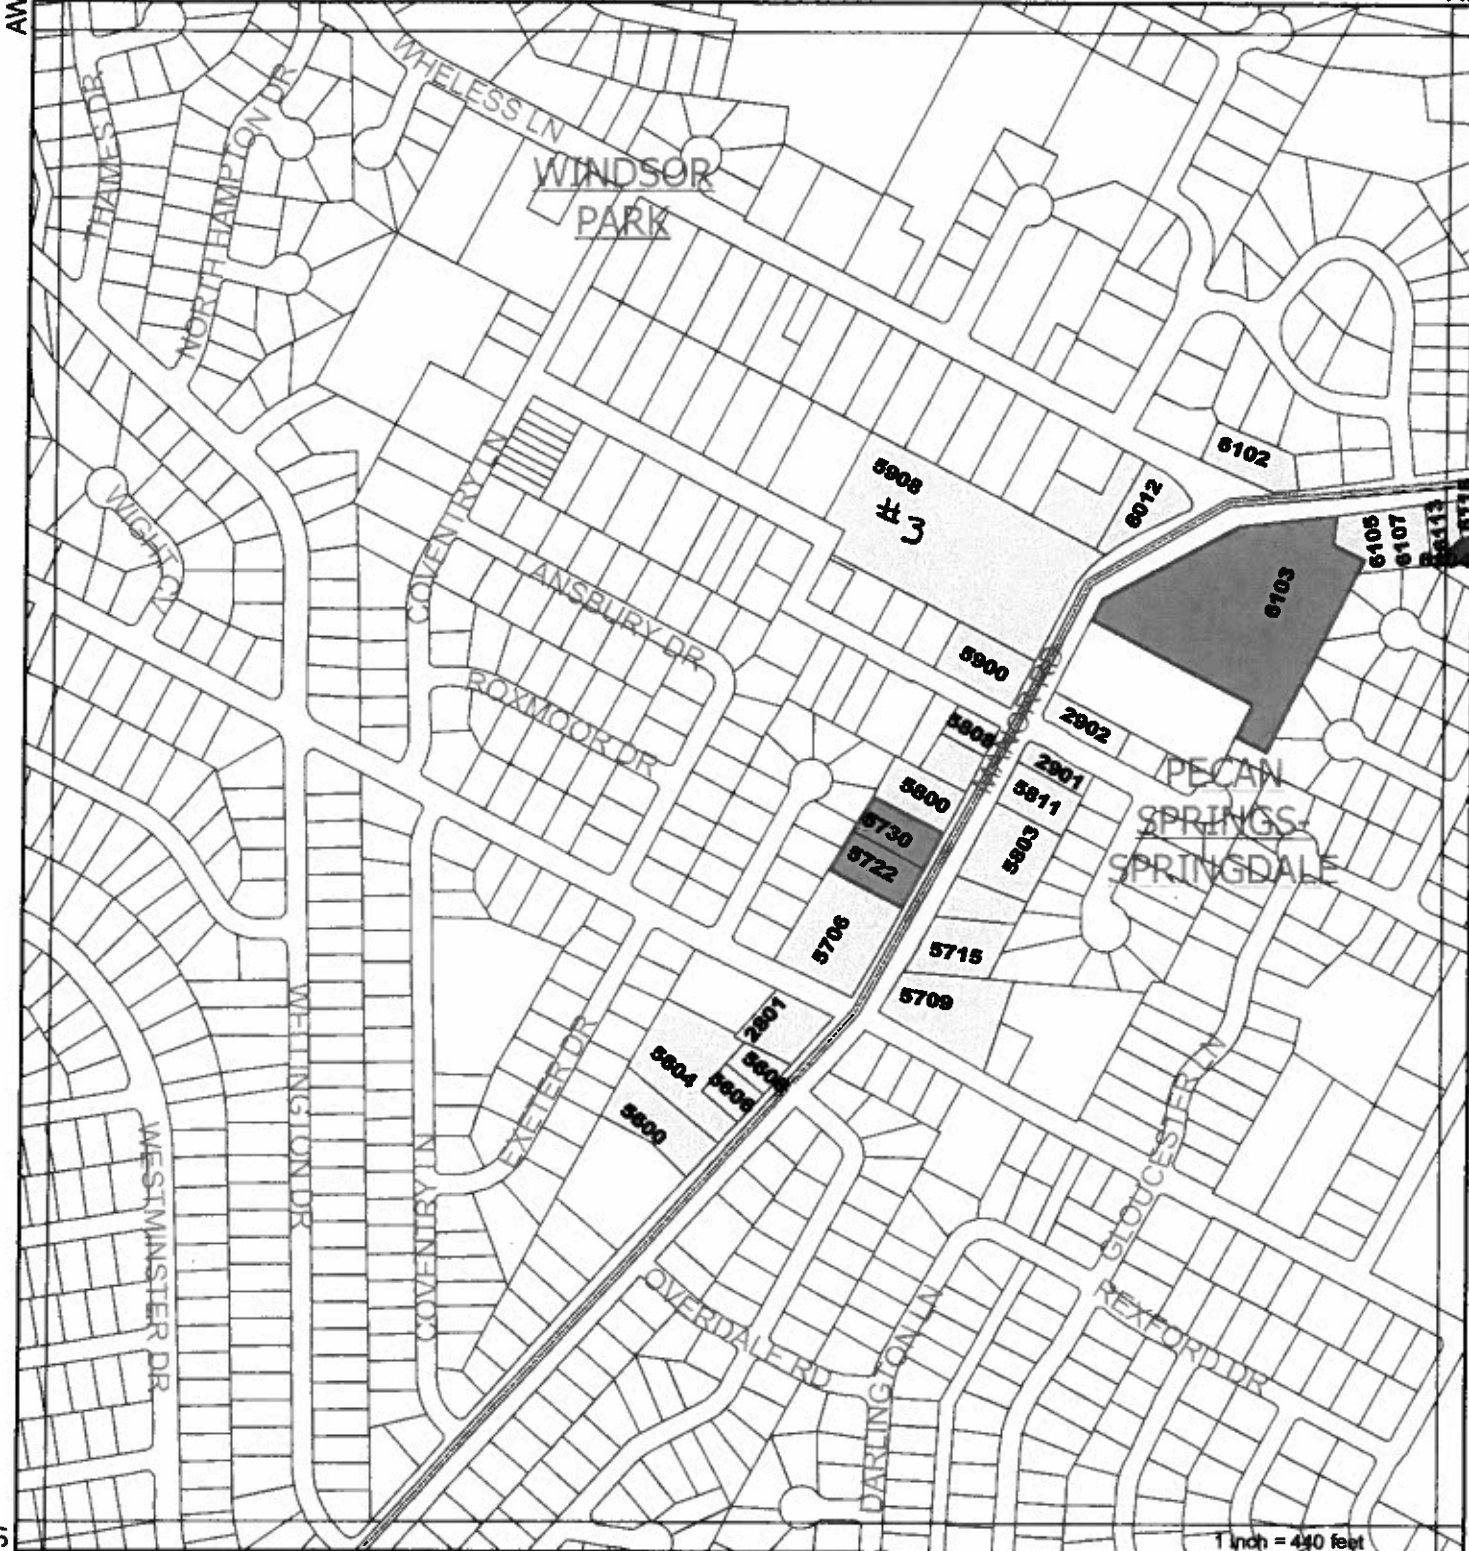 AW
WHELESS LN
THAMES DR
NORTHHAMPTON DR
WINDSOR
PARK
5908
#3
6102
6012
6105
6107
6113
6103
WIGHT CV
COVENTRY LN
LANSBURY DR
ROXMOOR DR
5900
MANOR RD
2902
5808
2901
5811
5800
5803
5730
5722
PECAN
SPRINGS-
SPRINGDALE
5706
5715
5709
2801
5604
5608
5606
5600
EXETER DR
WELLINGTON DR
WESTMINSTER DR
COVENTRY LN
GLOUCESTER LN
OVERDALE RD
DARLINGTON LN
REXFORD DR
1 inch = 440 feet